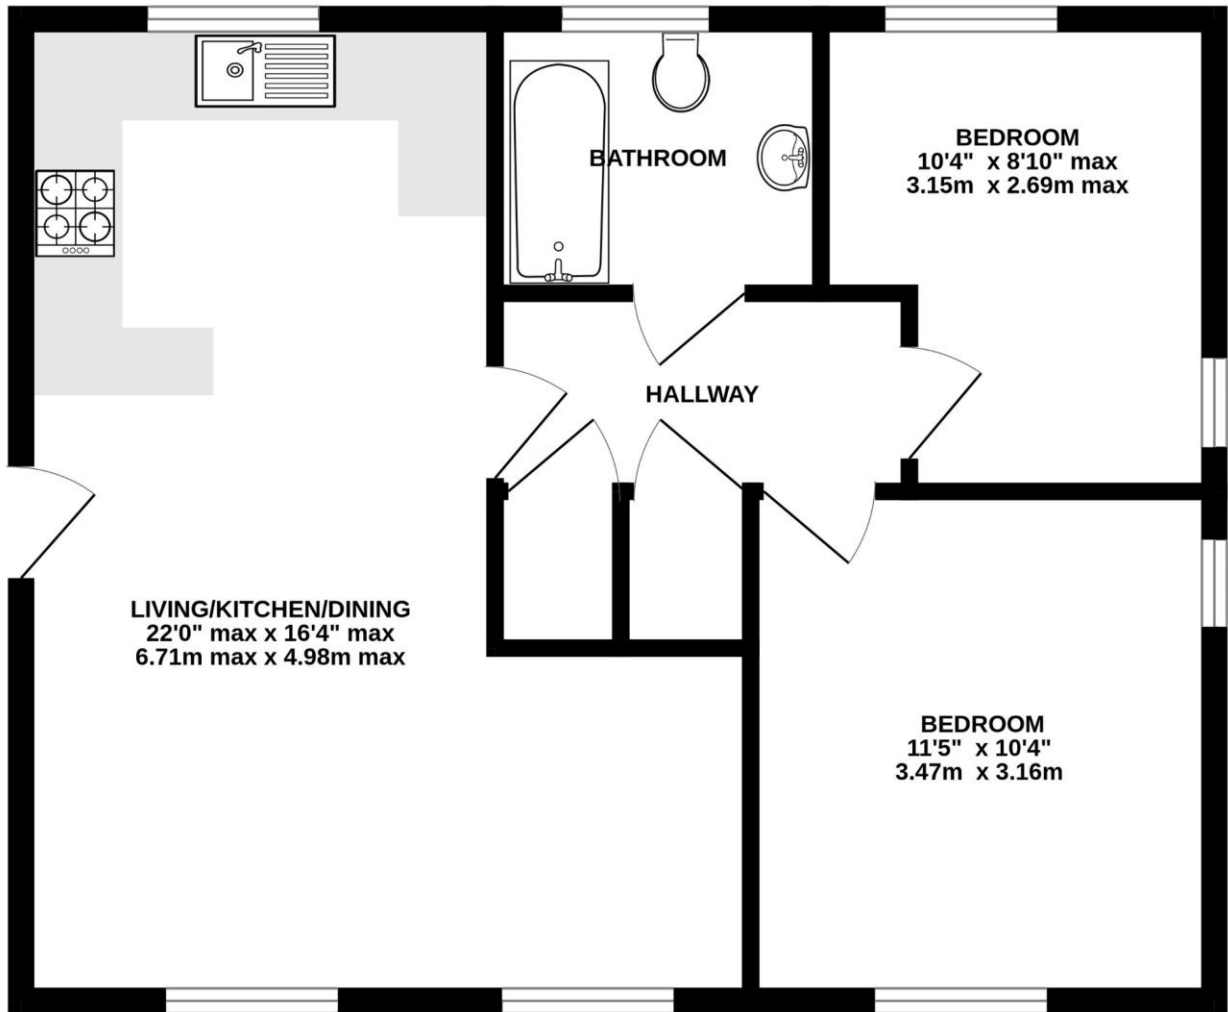 BATHROOM
BEDROOM
10'4" x 8'10" max
3.15m x 2.69m max
HALLWAY
LIVING/KITCHEN/DINING
22'0" max x 16'4" max
6.71m max x 4.98m max
BEDROOM
11'5" x 10'4"
3.47m x 3.16m